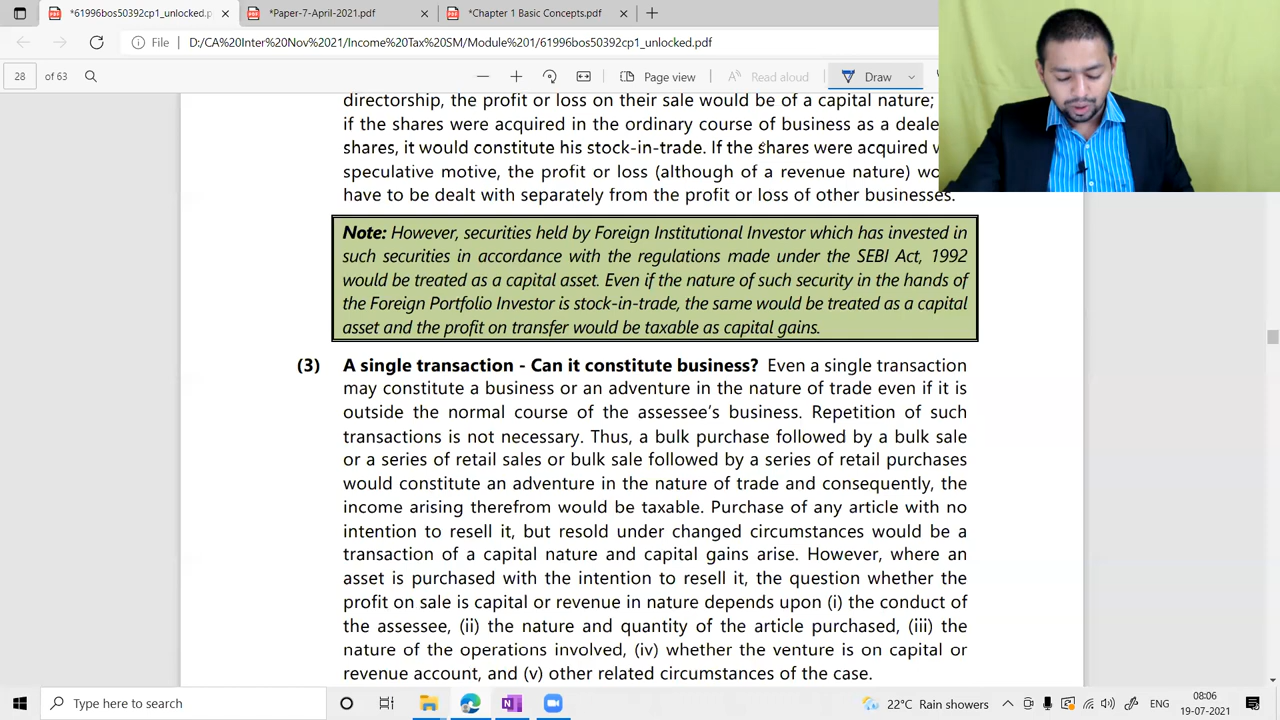 *61996bos50392cp1_unlocked.p
*Paper-7-April-2021.pdf
*Chapter 1 Basic Concepts.pdf
File
D:/CA%20Inter%20Nov%2021/Income%20Tax%20SM/Module%201/61996bos50392cp1_unlocked.pdf
28 of 63
Page view
Read aloud
Draw
directorship, the profit or loss on their sale would be of a capital nature;
if the shares were acquired in the ordinary course of business as a deale
shares, it would constitute his stock-in-trade. If the shares were acquired w
speculative motive, the profit or loss (although of a revenue nature) wo
have to be dealt with separately from the profit or loss of other businesses.
Note: However, securities held by Foreign Institutional Investor which has invested in
such securities in accordance with the regulations made under the SEBI Act, 1992
would be treated as a capital asset. Even if the nature of such security in the hands of
the Foreign Portfolio Investor is stock-in-trade, the same would be treated as a capital
asset and the profit on transfer would be taxable as capital gains.
(3) A single transaction - Can it constitute business? Even a single transaction
may constitute a business or an adventure in the nature of trade even if it is
outside the normal course of the assessee's business. Repetition of such
transactions is not necessary. Thus, a bulk purchase followed by a bulk sale
or a series of retail sales or bulk sale followed by a series of retail purchases
would constitute an adventure in the nature of trade and consequently, the
income arising therefrom would be taxable. Purchase of any article with no
intention to resell it, but resold under changed circumstances would be a
transaction of a capital nature and capital gains arise. However, where an
asset is purchased with the intention to resell it, the question whether the
profit on sale is capital or revenue in nature depends upon (i) the conduct of
the assessee, (ii) the nature and quantity of the article purchased, (iii) the
nature of the operations involved, (iv) whether the venture is on capital or
revenue account, and (v) other related circumstances of the case.
Type here to search
22°C Rain showers
ENG
08:06
19-07-2021